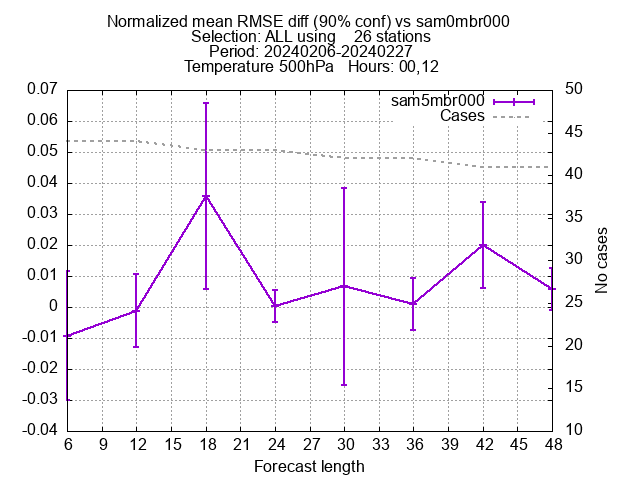 Normalized mean RMSE diff (90% conf) vs sam0mbr000
Selection: ALL using    26 stations
Period: 20240206-20240227
Temperature 500hPa   Hours: 00,12
sam5mbr000
Cases
0.07
0.06
0.05
0.04
0.03
0.02
0.01
0
-0.01
-0.02
-0.03
-0.04
50
45
40
35
30
25
20
15
10
No cases
6 9 12 15 18 21 24 27 30 33 36 39 42 45 48
Forecast length